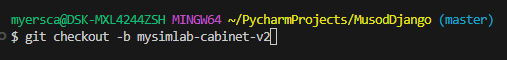 myersca@DSK-MXL4244ZSH MINGW64 ~/PycharmProjects/MusodDjango (master)
$ git checkout -b mysimlab-cabinet-v2